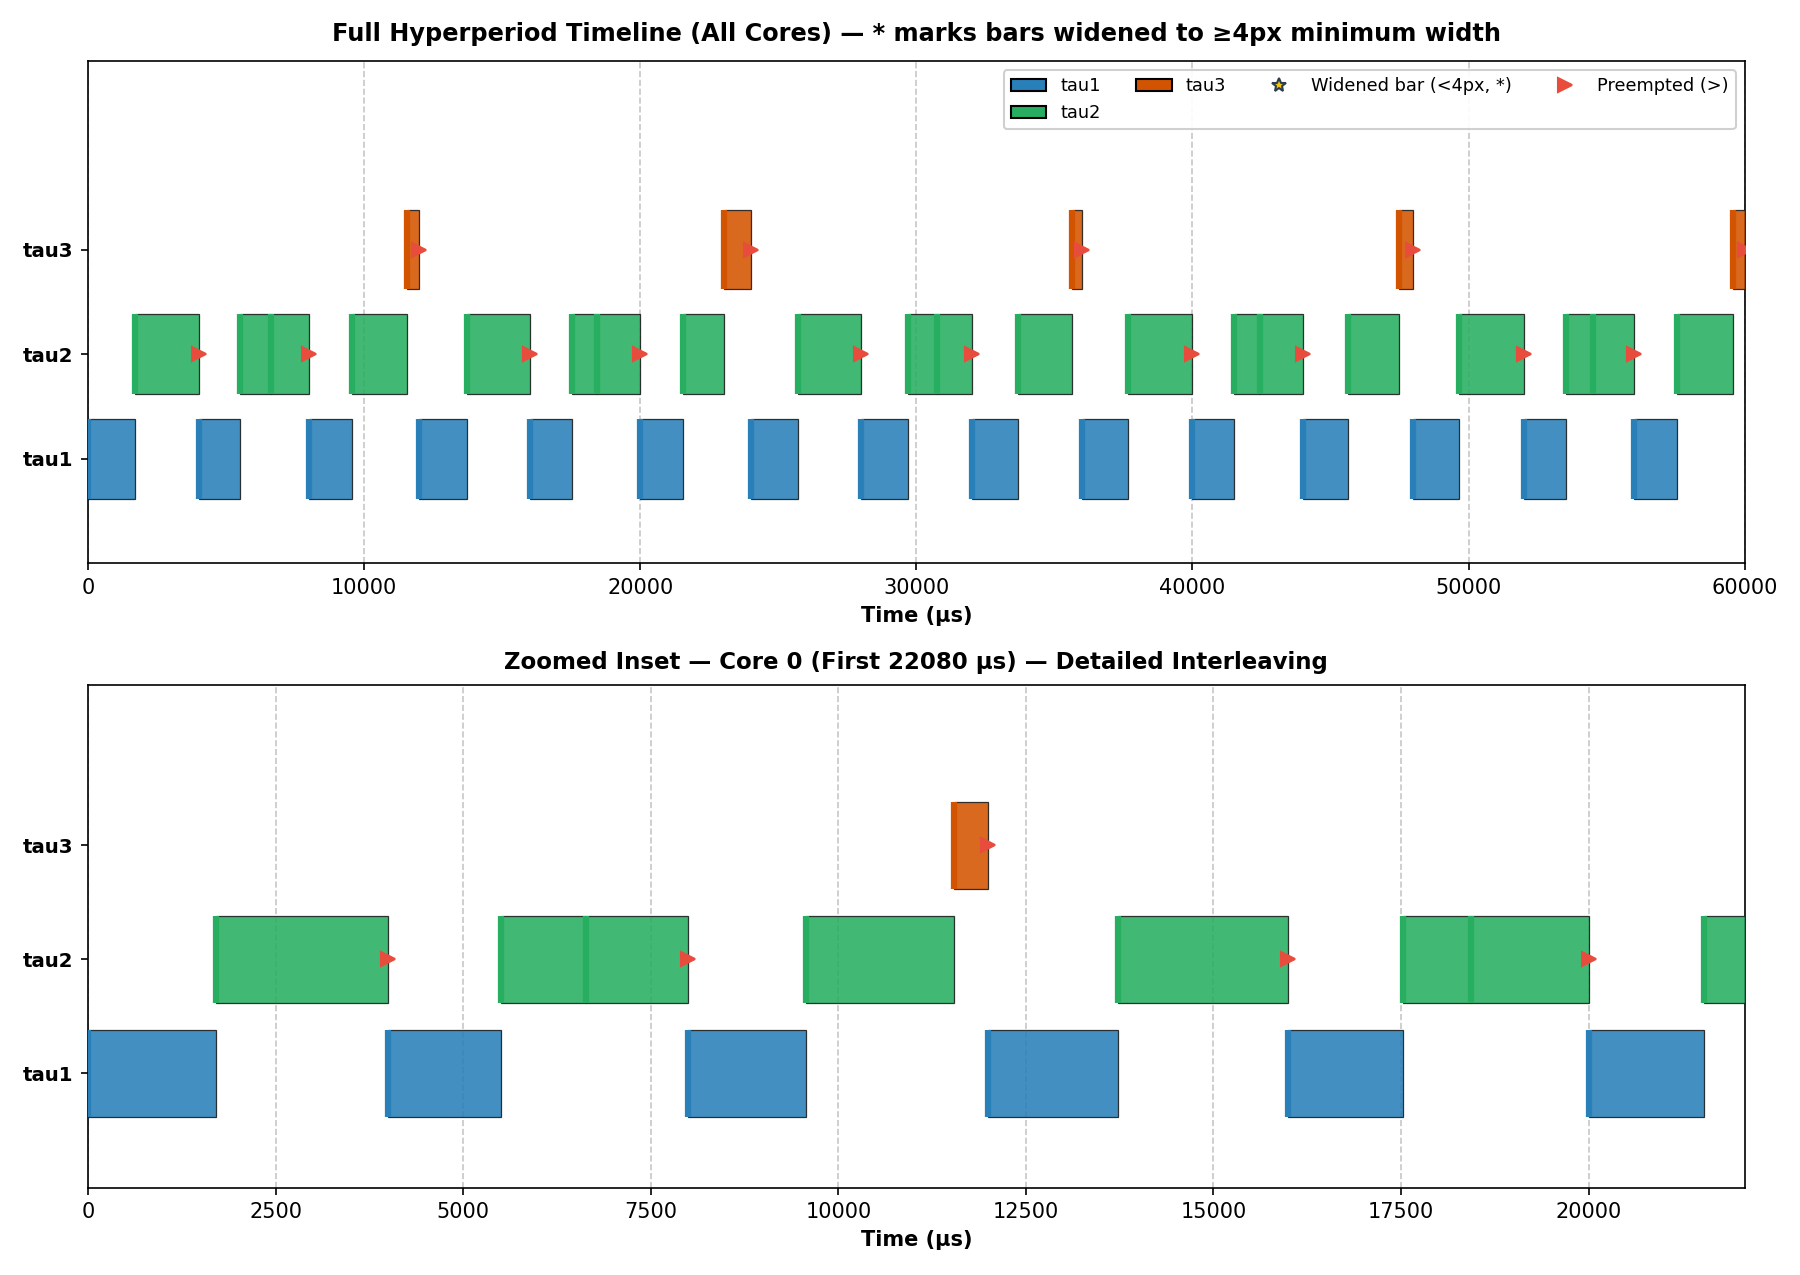 Full Hyperperiod Timeline (All Cores) — * marks bars widened to ≥4px minimum width
tau1 tau3 Widened bar (<4px, *) Preempted (>)
tau2
tau3
tau2
tau1
0 10000 20000 30000 40000 50000 60000
Time (µs)
Zoomed Inset — Core 0 (First 22080 µs) — Detailed Interleaving
tau3
tau2
tau1
0 2500 5000 7500 10000 12500 15000 17500 20000
Time (µs)